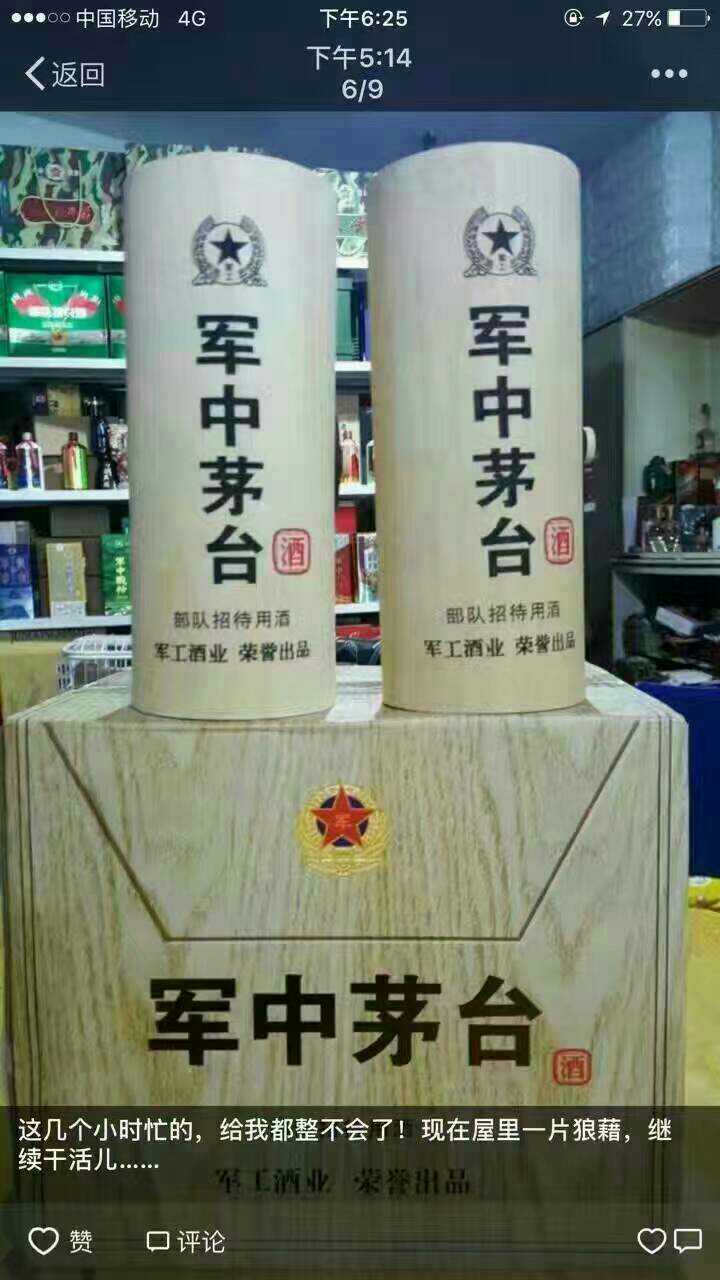 中国移动 4G 下午6:25 27%
返回 下午5:14
6/9
军工
军中茅台
酒
部队招待用酒
军工酒业 荣誉出品
军工
军中茅台
酒
部队招待用酒
军工酒业 荣誉出品
军
军中茅台
酒
这几个小时忙的，给我都整不会了！现在屋里一片狼藉，继
续干活儿……
军工酒业 荣誉出品
赞 评论